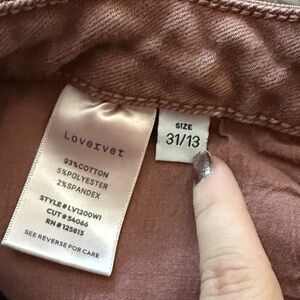 Lovervet
93%COTTON
5%POLYESTER
2%SPANDEX
STYLE# LV1200WI
CUT # 54066
RN # 125813
SEE REVERSE FOR CARE
SIZE
31/13